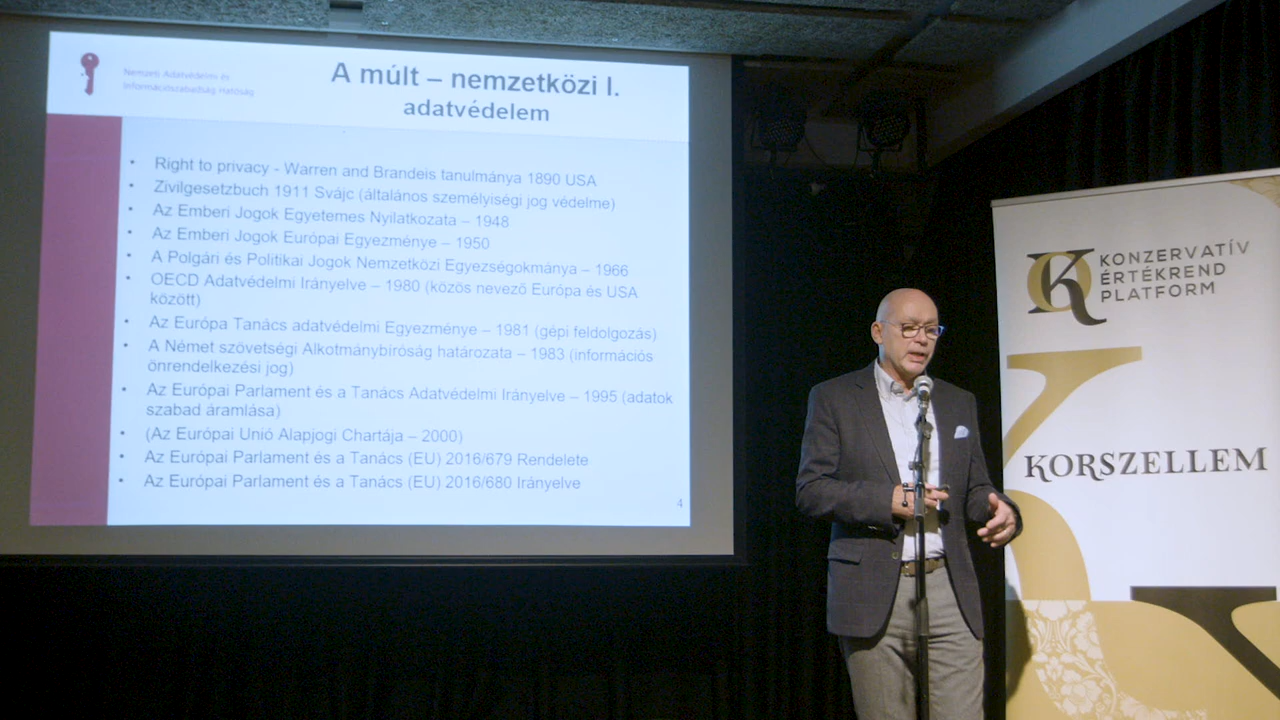 Nemzeti Adatvédelmi és
Információszabadság Hatóság
A múlt – nemzetközi I.
adatvédelem
• Right to privacy - Warren and Brandeis tanulmánya 1890 USA
• Zivilgesetzbuch 1911 Svájc (általános személyiségi jog védelme)
• Az Emberi Jogok Egyetemes Nyilatkozata – 1948
• Az Emberi Jogok Európai Egyezménye – 1950
• A Polgári és Politikai Jogok Nemzetközi Egyezségokmánya – 1966
• OECD Adatvédelmi Irányelve – 1980 (közös nevező Európa és USA
között)
• Az Európa Tanács adatvédelmi Egyezménye – 1981 (gépi feldolgozás)
• A Német szövetségi Alkotmánybíróság határozata – 1983 (információs
önrendelkezési jog)
• Az Európai Parlament és a Tanács Adatvédelmi Irányelve – 1995 (adatok
szabad áramlása)
• (Az Európai Unió Alapjogi Chartája – 2000)
• Az Európai Parlament és a Tanács (EU) 2016/679 Rendelete
• Az Európai Parlament és a Tanács (EU) 2016/680 Irányelve
4
KONZERVATÍV
ÉRTÉKREND
PLATFORM
KORSZELLEM